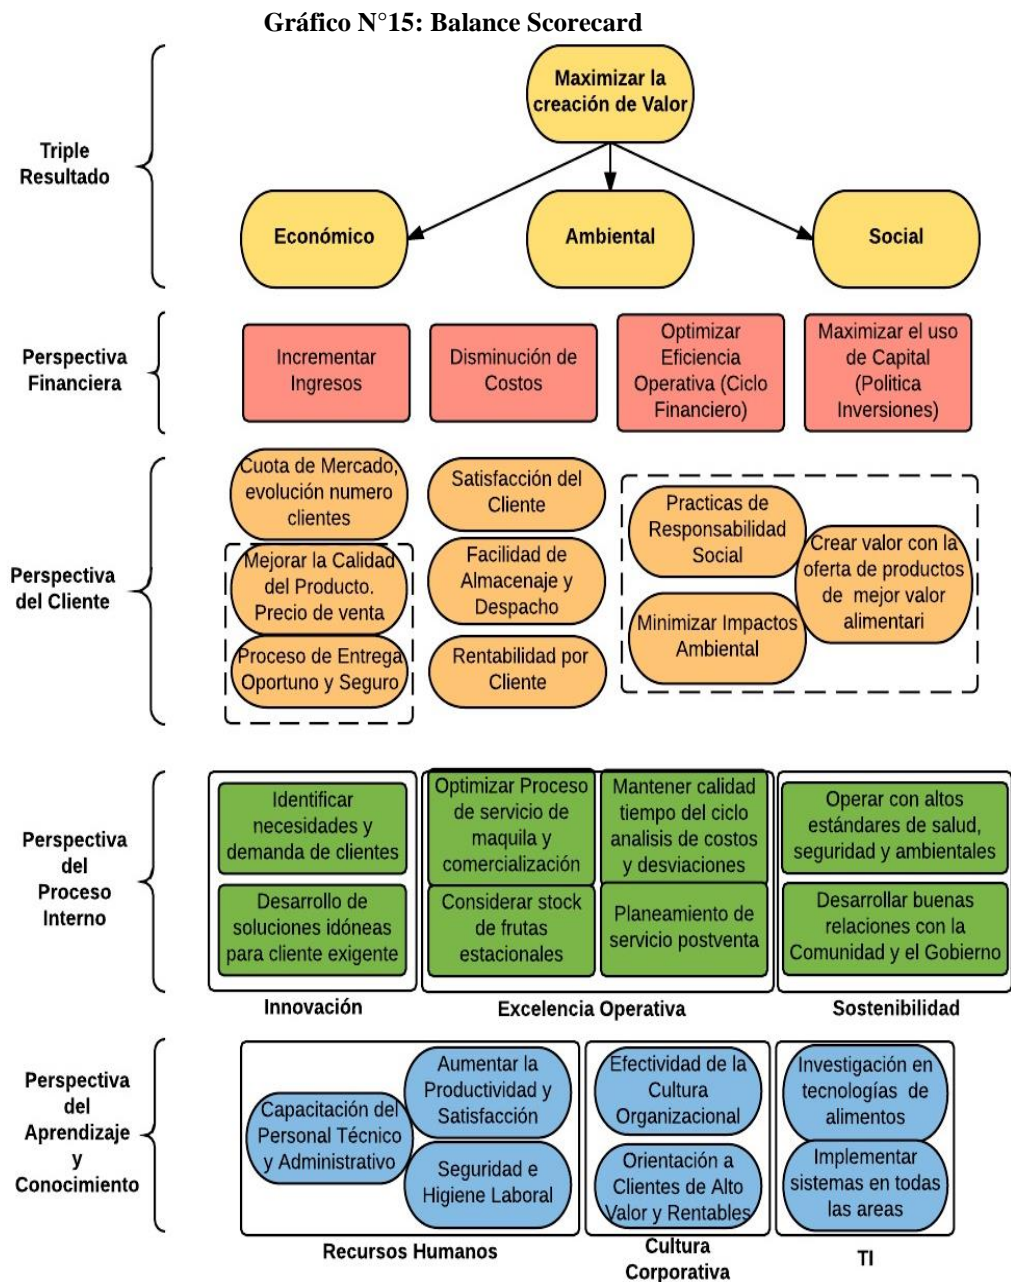 Gráfico N°15: Balance Scorecard
Maximizar la
creación de Valor
Triple
Resultado
Económico
Ambiental
Social
Perspectiva
Financiera
Incrementar
Ingresos
Disminución de
Costos
Optimizar
Eficiencia
Operativa (Ciclo
Financiero)
Maximizar el uso
de Capital
(Politica
Inversiones)
Perspectiva
del Cliente
Cuota de Mercado,
evolución numero
clientes
Mejorar la Calidad
del Producto.
Precio de venta
Proceso de Entrega
Oportuno y Seguro
Satisfacción del
Cliente
Facilidad de
Almacenaje y
Despacho
Rentabilidad por
Cliente
Practicas de
Responsabilidad
Social
Minimizar Impactos
Ambiental
Crear valor con la
oferta de productos
de mejor valor
alimentari
Perspectiva
del
Proceso
Interno
Identificar
necesidades y
demanda de clientes
Desarrollo de
soluciones idóneas
para cliente exigente
Innovación
Optimizar Proceso
de servicio de
maquila y
comercialización
Considerar stock
de frutas
estacionales
Mantener calidad
tiempo del ciclo
analisis de costos
y desviaciones
Planeamiento de
servicio postventa
Excelencia Operativa
Operar con altos
estándares de salud,
seguridad y ambientales
Desarrollar buenas
relaciones con la
Comunidad y el Gobierno
Sostenibilidad
Perspectiva
del
Aprendizaje
y
Conocimiento
Capacitación del
Personal Técnico
y Administrativo
Aumentar la
Productividad y
Satisfacción
Seguridad e
Higiene Laboral
Recursos Humanos
Efectividad de la
Cultura
Organizacional
Orientación a
Clientes de Alto
Valor y Rentables
Cultura
Corporativa
Investigación en
tecnologías de
alimentos
Implementar
sistemas en todas
las areas
TI